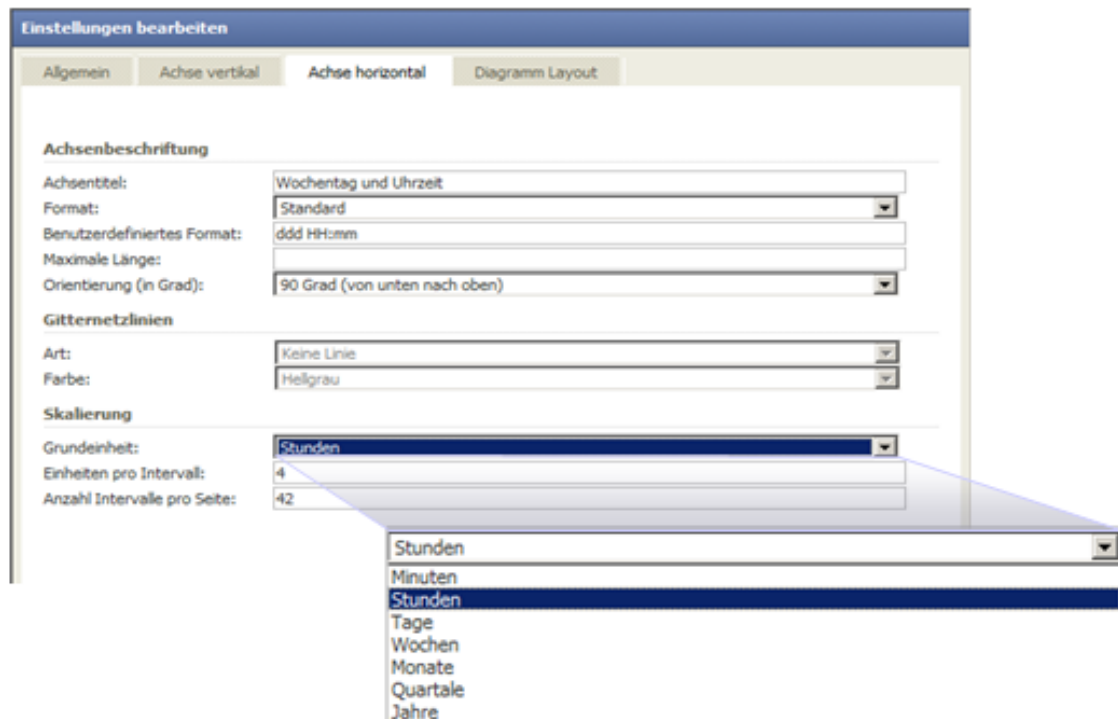 Einstellungen bearbeiten
Allgemein Achse vertikal Achse horizontal Diagramm Layout
Achsenbeschriftung
Achsentitel: Wochentag und Uhrzeit
Format: Standard
Benutzerdefiniertes Format: ddd HH:mm
Maximale Länge:
Orientierung (in Grad): 90 Grad (von unten nach oben)
Gitternetzlinien
Art: Keine Linie
Farbe: Hellgrau
Skalierung
Grundeinheit: Stunden
Einheiten pro Intervall: 4
Anzahl Intervalle pro Seite: 42
Stunden
Minuten
Stunden
Tage
Wochen
Monate
Quartale
Jahre